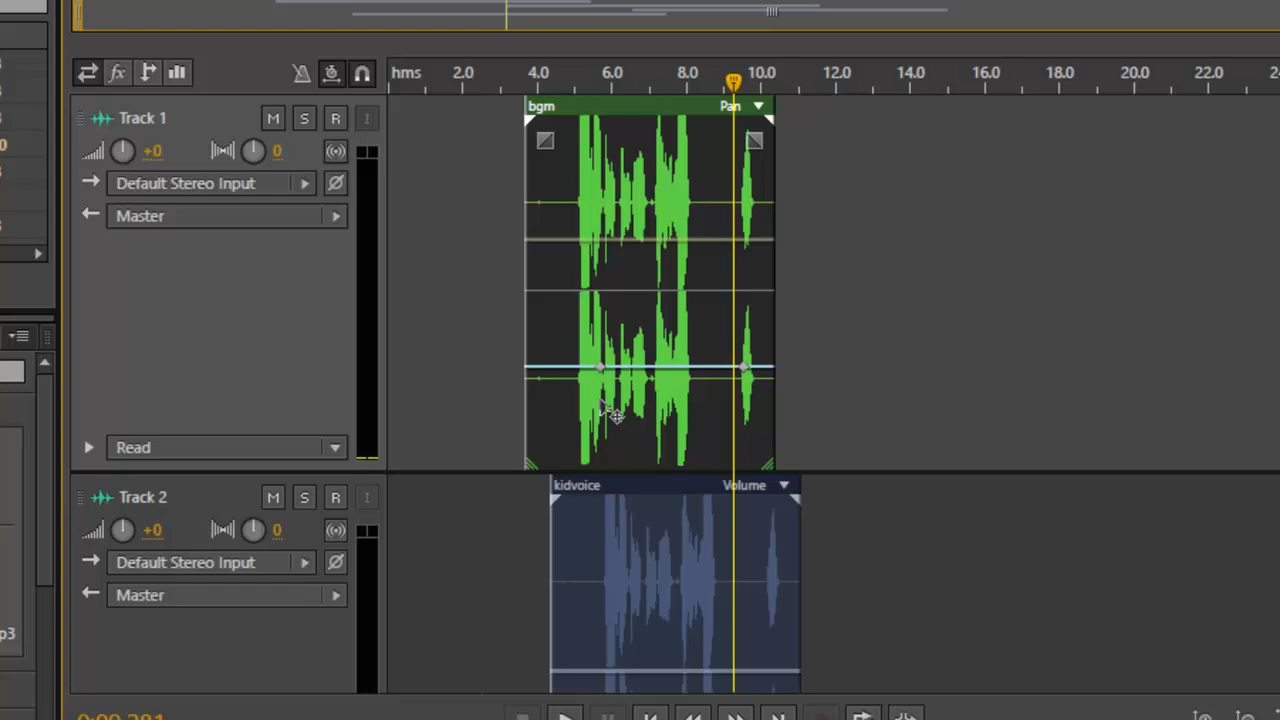 hms 2.0 4.0 6.0 8.0 10.0 12.0 14.0 16.0 18.0 20.0 22.0
fx
Track 1 M S R I
+0 0
Default Stereo Input
Master
Read
bgm Pan
Track 2 M S R I
+0 0
Default Stereo Input
Master
kidvoice Volume
p3